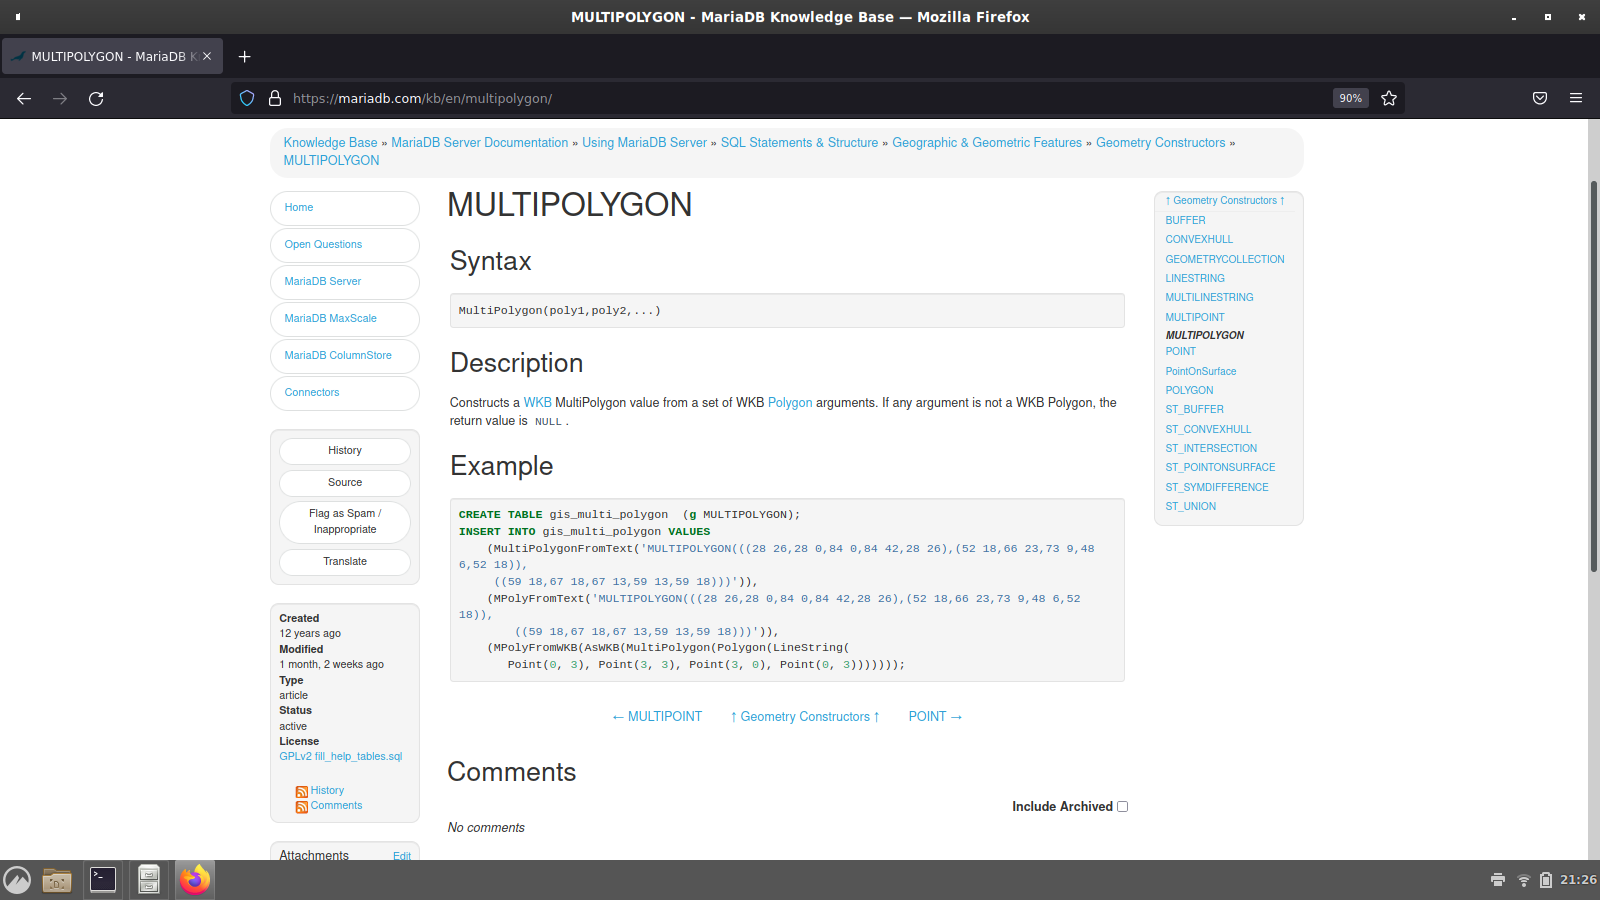 MULTIPOLYGON - MariaDB Knowledge Base — Mozilla Firefox
MULTIPOLYGON - MariaDB K
https://mariadb.com/kb/en/multipolygon/
90%
Knowledge Base » MariaDB Server Documentation » Using MariaDB Server » SQL Statements & Structure » Geographic & Geometric Features » Geometry Constructors »
MULTIPOLYGON
Home
Open Questions
MariaDB Server
MariaDB MaxScale
MariaDB ColumnStore
Connectors
History
Source
Flag as Spam /
Inappropriate
Translate
Created
12 years ago
Modified
1 month, 2 weeks ago
Type
article
Status
active
License
GPLv2 fill_help_tables.sql
History
Comments
Attachments Edit
MULTIPOLYGON
Syntax
MultiPolygon(poly1,poly2,...)
Description
Constructs a WKB MultiPolygon value from a set of WKB Polygon arguments. If any argument is not a WKB Polygon, the
return value is NULL .
Example
CREATE TABLE gis_multi_polygon  (g MULTIPOLYGON);
INSERT INTO gis_multi_polygon VALUES
(MultiPolygonFromText('MULTIPOLYGON(((28 26,28 0,84 0,84 42,28 26),(52 18,66 23,73 9,48
6,52 18)),
((59 18,67 18,67 13,59 13,59 18)))')),
(MPolyFromText('MULTIPOLYGON(((28 26,28 0,84 0,84 42,28 26),(52 18,66 23,73 9,48 6,52
18)),
((59 18,67 18,67 13,59 13,59 18)))')),
(MPolyFromWKB(AsWKB(MultiPolygon(Polygon(LineString(
Point(0, 3), Point(3, 3), Point(3, 0), Point(0, 3)))))));
← MULTIPOINT ↑ Geometry Constructors ↑ POINT →
Comments
Include Archived
No comments
↑ Geometry Constructors ↑
BUFFER
CONVEXHULL
GEOMETRYCOLLECTION
LINESTRING
MULTILINESTRING
MULTIPOINT
MULTIPOLYGON
POINT
PointOnSurface
POLYGON
ST_BUFFER
ST_CONVEXHULL
ST_INTERSECTION
ST_POINTONSURFACE
ST_SYMDIFFERENCE
ST_UNION
21:26